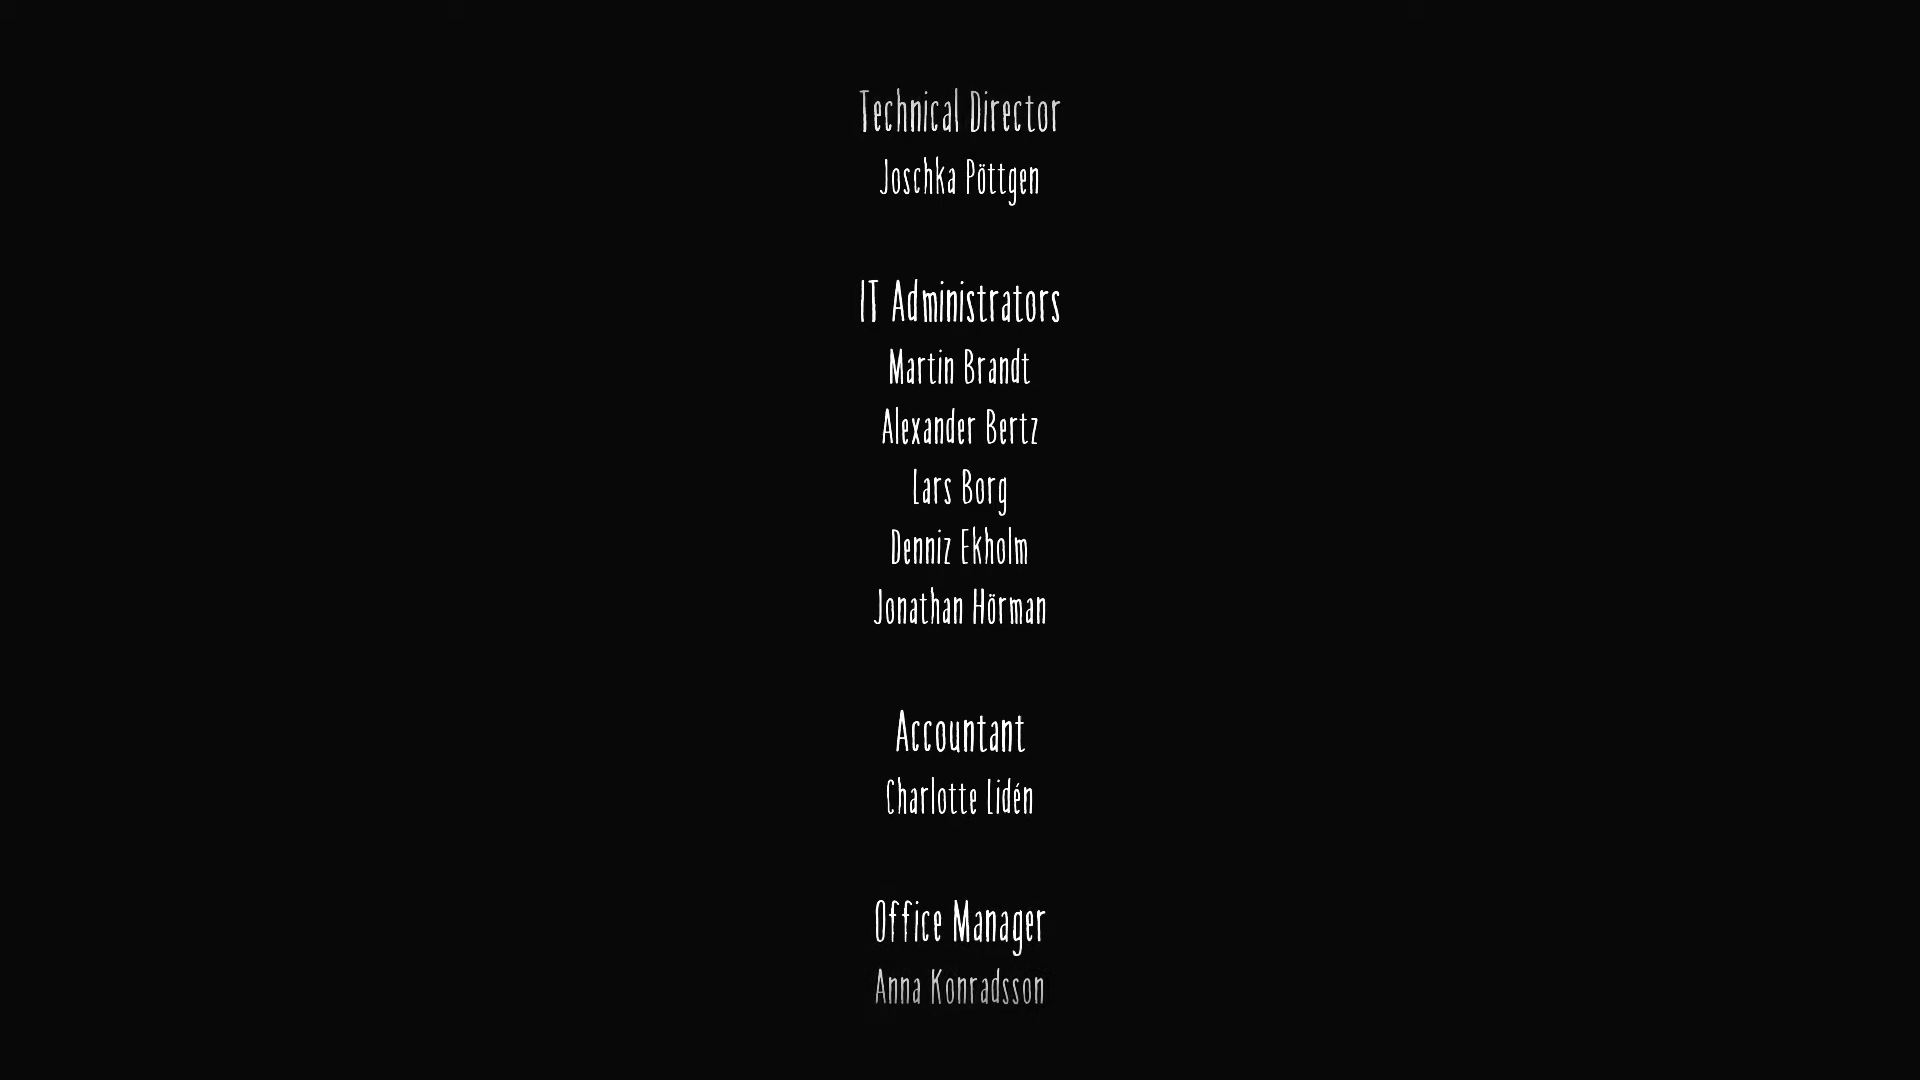 Technical Director
Joschka Pöttgen
IT Administrators
Martin Brandt
Alexander Bertz
Lars Borg
Denniz Ekholm
Jonathan Hörman
Accountant
Charlotte Lidén
Office Manager
Anna Konradsson